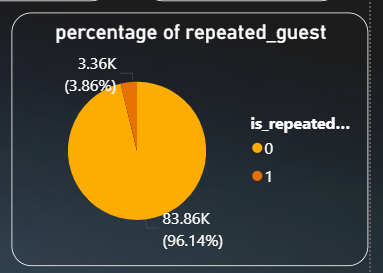 percentage of repeated_guest
3.36K
(3.86%)
is_repeated...
0
1
83.86K
(96.14%)